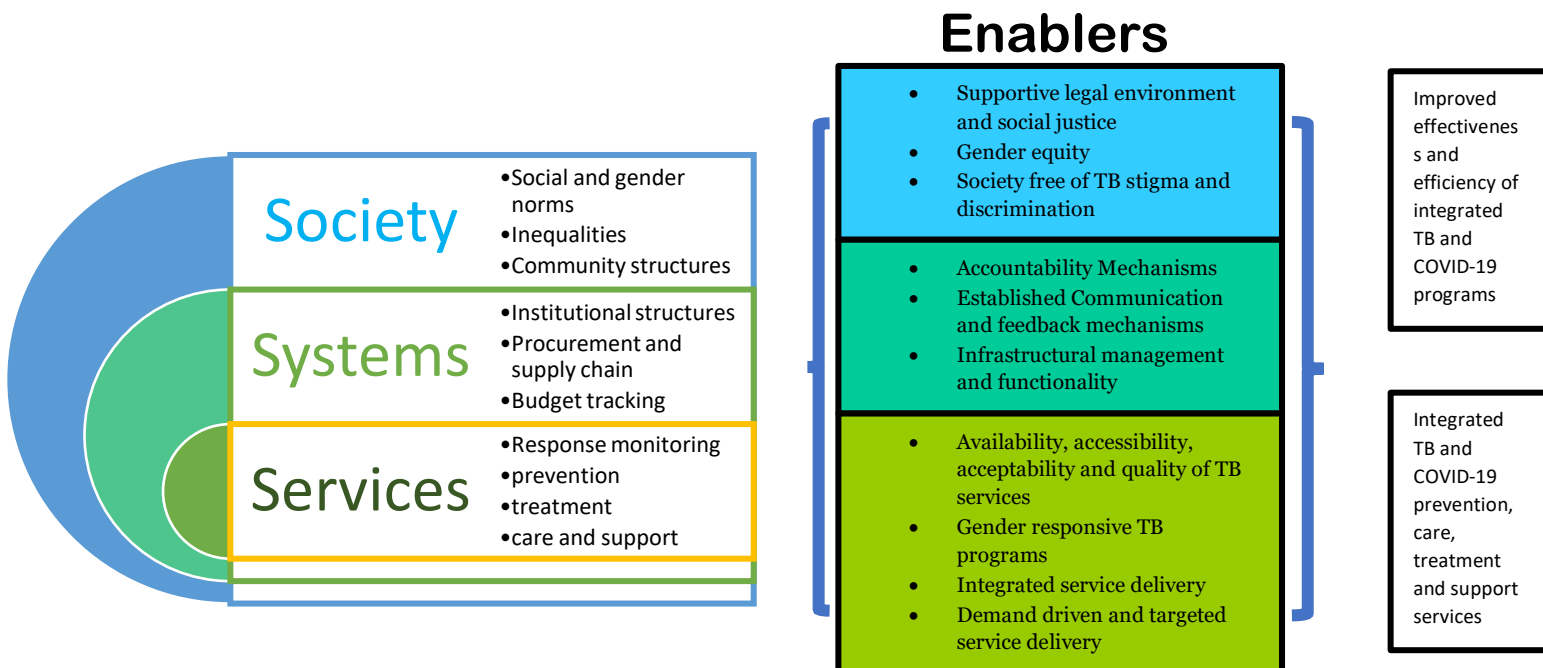 Enablers
Society
•Social and gender
norms
•Inequalities
•Community structures
Systems
•Institutional structures
•Procurement and
supply chain
•Budget tracking
Services
•Response monitoring
•prevention
•treatment
•care and support
• Supportive legal environment
and social justice
• Gender equity
• Society free of TB stigma and
discrimination
• Accountability Mechanisms
• Established Communication
and feedback mechanisms
• Infrastructural management
and functionality
• Availability, accessibility,
acceptability and quality of TB
services
• Gender responsive TB
programs
• Integrated service delivery
• Demand driven and targeted
service delivery
Improved
effectivenes
s and
efficiency of
integrated
TB and
COVID-19
programs
Integrated
TB and
COVID-19
prevention,
care,
treatment
and support
services